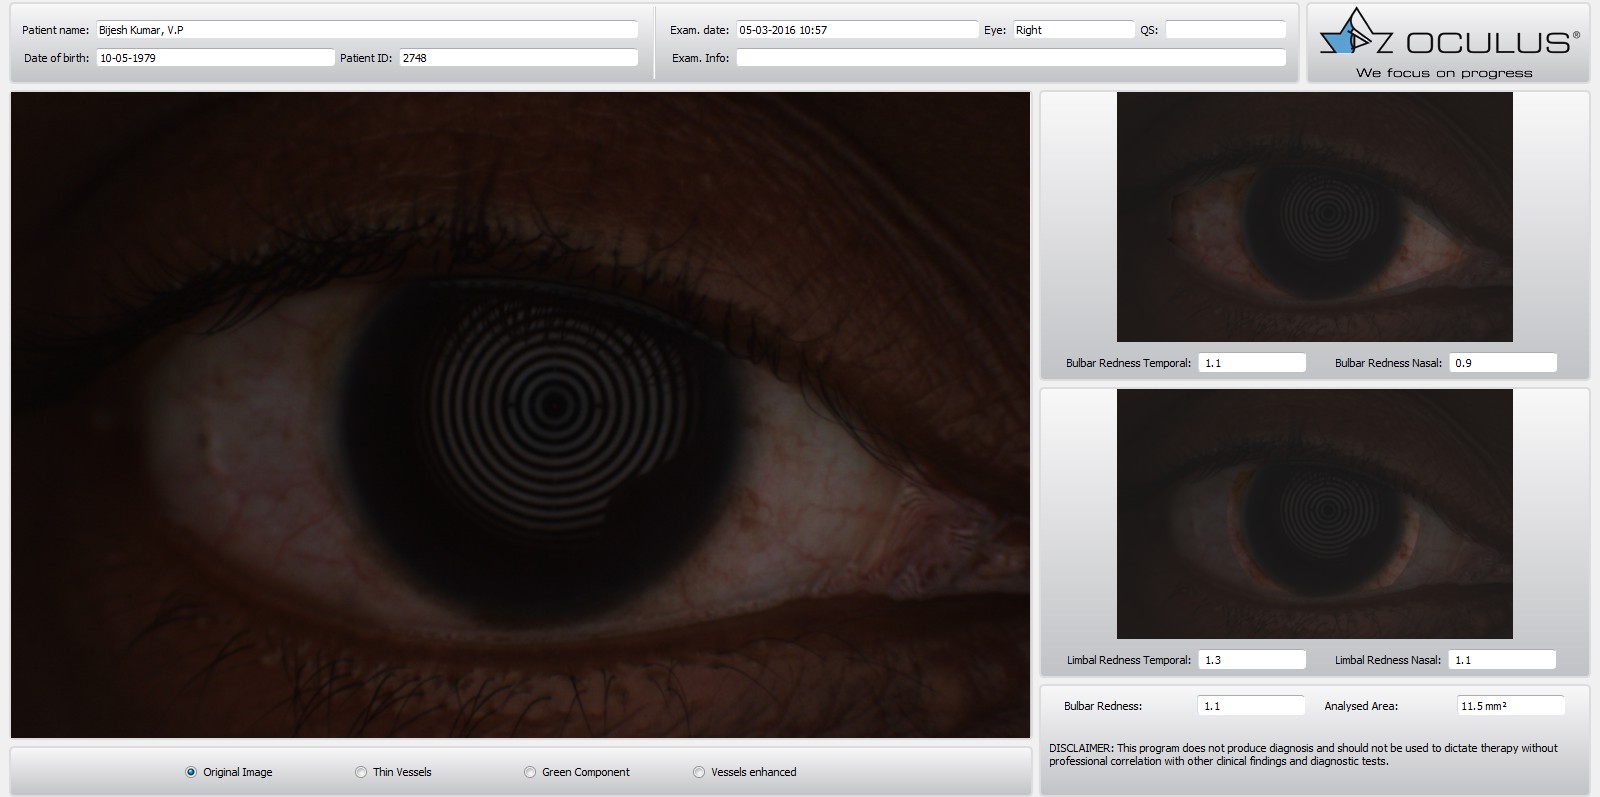 Patient name: Bijesh Kumar, V.P
Date of birth: 10-05-1979 Patient ID: 2748
Exam. date: 05-03-2016 10:57 Eye: Right QS:
Exam. Info:
OCULUS®
We focus on progress
Bulbar Redness Temporal: 1.1 Bulbar Redness Nasal: 0.9
Limbal Redness Temporal: 1.3 Limbal Redness Nasal: 1.1
Bulbar Redness: 1.1 Analysed Area: 11.5 mm²
DISCLAIMER: This program does not produce diagnosis and should not be used to dictate therapy without
professional correlation with other clinical findings and diagnostic tests.
Original Image Thin Vessels Green Component Vessels enhanced